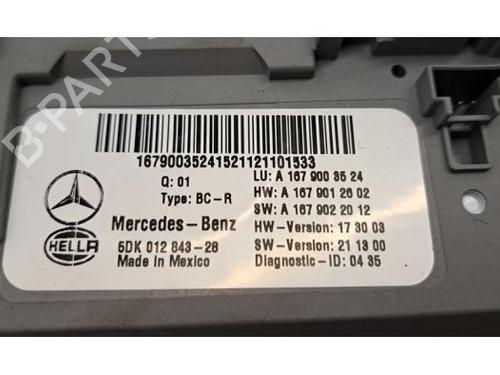 B-PARTS
16790035241521121101533
Q: 01
Type: BC-R
Mercedes-Benz
HELLA
5DK 012 843-28
Made In Mexico
LU: A 167 900 35 24
HW: A 167 901 26 02
SW: A 167 902 20 12
HW-Version: 17 30 03
SW-Version: 21 13 00
Diagnostic-ID: 04 35